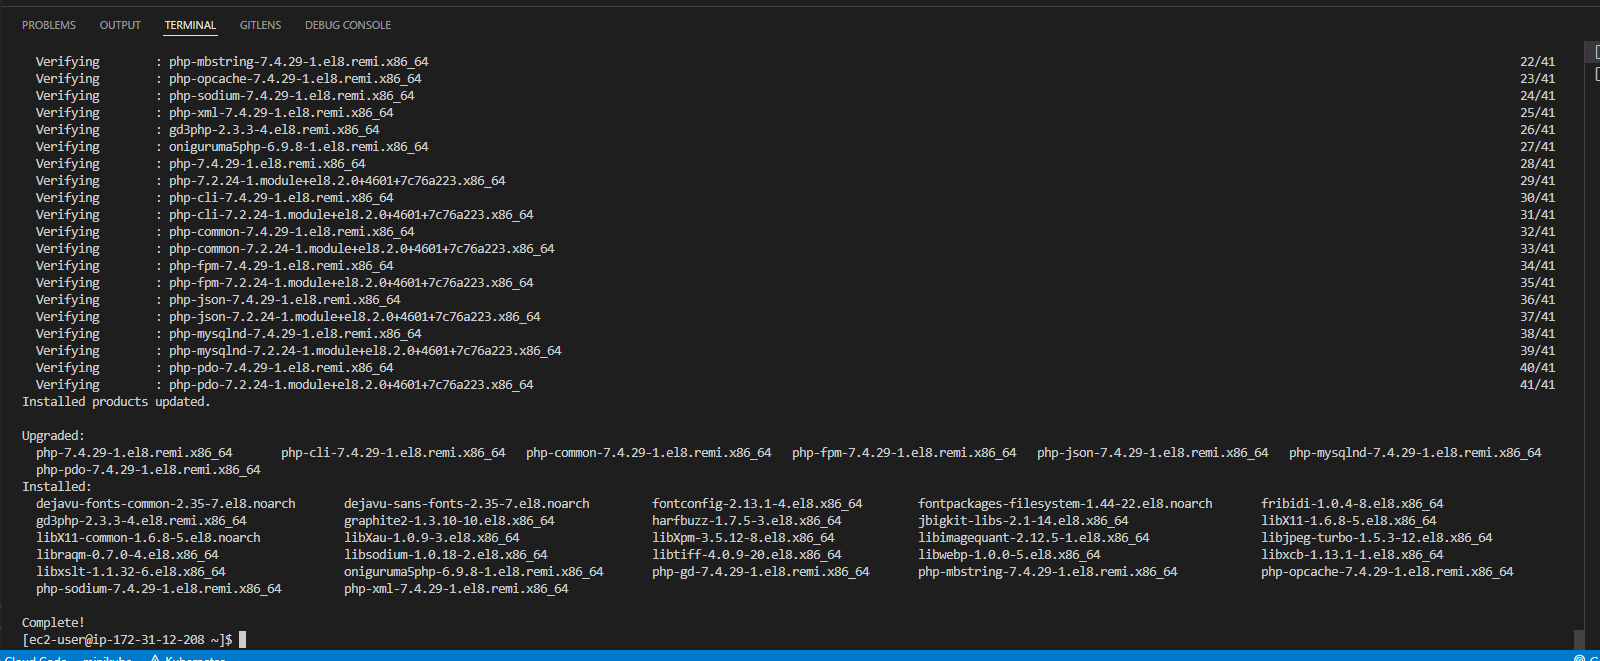 PROBLEMS OUTPUT TERMINAL GITLENS DEBUG CONSOLE
Verifying : php-mbstring-7.4.29-1.el8.remi.x86_64 22/41
Verifying : php-opcache-7.4.29-1.el8.remi.x86_64 23/41
Verifying : php-sodium-7.4.29-1.el8.remi.x86_64 24/41
Verifying : php-xml-7.4.29-1.el8.remi.x86_64 25/41
Verifying : gd3php-2.3.3-4.el8.remi.x86_64 26/41
Verifying : oniguruma5php-6.9.8-1.el8.remi.x86_64 27/41
Verifying : php-7.4.29-1.el8.remi.x86_64 28/41
Verifying : php-7.2.24-1.module+el8.2.0+4601+7c76a223.x86_64 29/41
Verifying : php-cli-7.4.29-1.el8.remi.x86_64 30/41
Verifying : php-cli-7.2.24-1.module+el8.2.0+4601+7c76a223.x86_64 31/41
Verifying : php-common-7.4.29-1.el8.remi.x86_64 32/41
Verifying : php-common-7.2.24-1.module+el8.2.0+4601+7c76a223.x86_64 33/41
Verifying : php-fpm-7.4.29-1.el8.remi.x86_64 34/41
Verifying : php-fpm-7.2.24-1.module+el8.2.0+4601+7c76a223.x86_64 35/41
Verifying : php-json-7.4.29-1.el8.remi.x86_64 36/41
Verifying : php-json-7.2.24-1.module+el8.2.0+4601+7c76a223.x86_64 37/41
Verifying : php-mysqlnd-7.4.29-1.el8.remi.x86_64 38/41
Verifying : php-mysqlnd-7.2.24-1.module+el8.2.0+4601+7c76a223.x86_64 39/41
Verifying : php-pdo-7.4.29-1.el8.remi.x86_64 40/41
Verifying : php-pdo-7.2.24-1.module+el8.2.0+4601+7c76a223.x86_64 41/41
Installed products updated.
Upgraded:
php-7.4.29-1.el8.remi.x86_64 php-cli-7.4.29-1.el8.remi.x86_64 php-common-7.4.29-1.el8.remi.x86_64 php-fpm-7.4.29-1.el8.remi.x86_64 php-json-7.4.29-1.el8.remi.x86_64 php-mysqlnd-7.4.29-1.el8.remi.x86_64
php-pdo-7.4.29-1.el8.remi.x86_64
Installed:
dejavu-fonts-common-2.35-7.el8.noarch dejavu-sans-fonts-2.35-7.el8.noarch fontconfig-2.13.1-4.el8.x86_64 fontpackages-filesystem-1.44-22.el8.noarch fribidi-1.0.4-8.el8.x86_64
gd3php-2.3.3-4.el8.remi.x86_64 graphite2-1.3.10-10.el8.x86_64 harfbuzz-1.7.5-3.el8.x86_64 jbigkit-libs-2.1-14.el8.x86_64 libX11-1.6.8-5.el8.x86_64
libX11-common-1.6.8-5.el8.noarch libXau-1.0.9-3.el8.x86_64 libXpm-3.5.12-8.el8.x86_64 libimagequant-2.12.5-1.el8.x86_64 libjpeg-turbo-1.5.3-12.el8.x86_64
libraqm-0.7.0-4.el8.x86_64 libsodium-1.0.18-2.el8.x86_64 libtiff-4.0.9-20.el8.x86_64 libwebp-1.0.0-5.el8.x86_64 libxcb-1.13.1-1.el8.x86_64
libxslt-1.1.32-6.el8.x86_64 oniguruma5php-6.9.8-1.el8.remi.x86_64 php-gd-7.4.29-1.el8.remi.x86_64 php-mbstring-7.4.29-1.el8.remi.x86_64 php-opcache-7.4.29-1.el8.remi.x86_64
php-sodium-7.4.29-1.el8.remi.x86_64 php-xml-7.4.29-1.el8.remi.x86_64
Complete!
[ec2-user@ip-172-31-12-208 ~]$
Cloud Code minikube Kubernetes